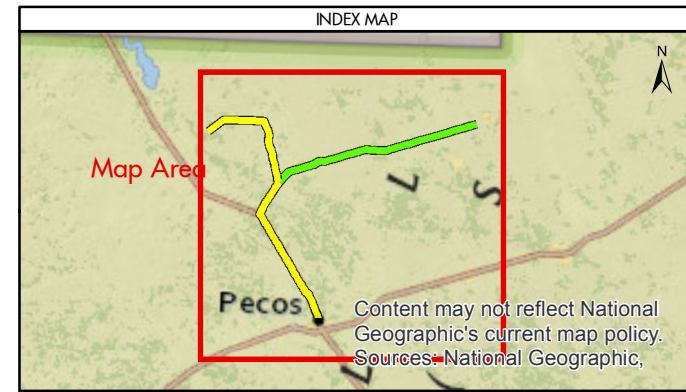 INDEX MAP
N
Map Area
L
S
Pecos
Content may not reflect National
Geographic's current map policy.
Sources: National Geographic,